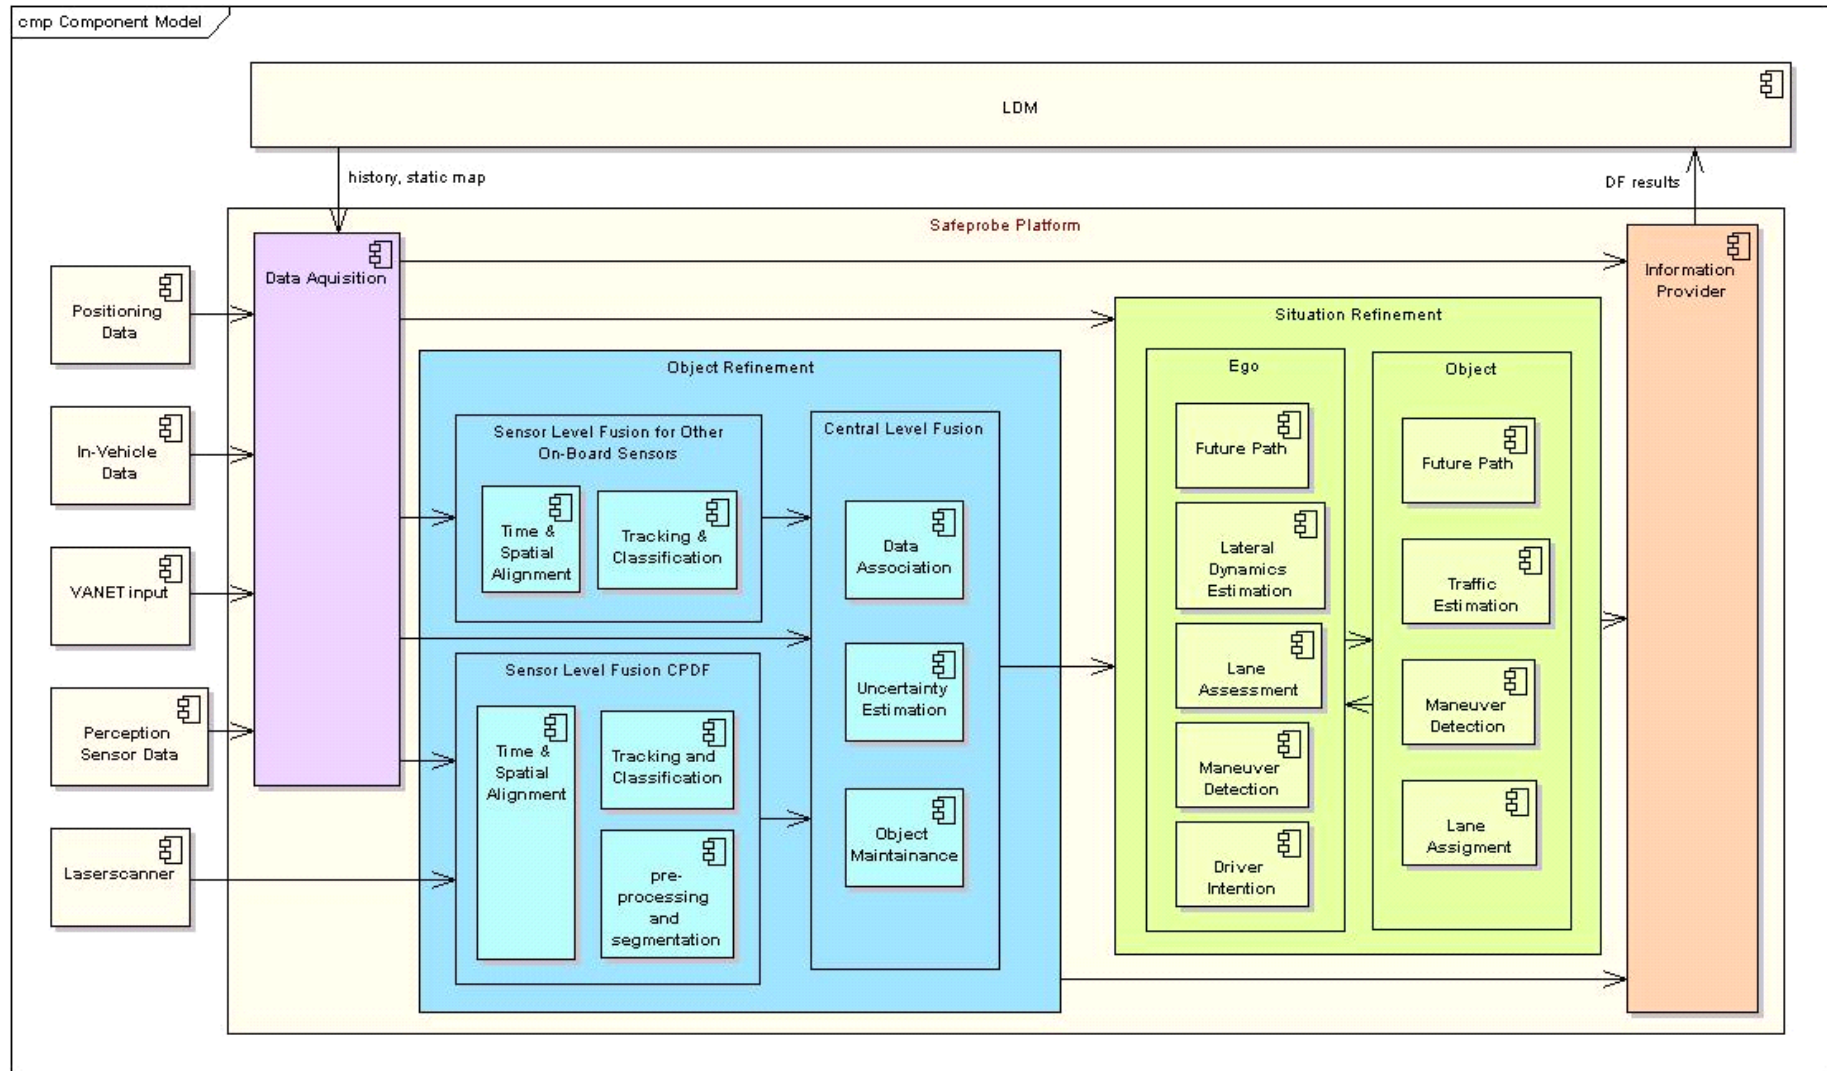 cmp Component Model
LDM
history, static map
DF results
Safeprobe Platform
Data Aquisition
Information
Provider
Positioning
Data
In-Vehicle
Data
VANET input
Perception
Sensor Data
Laserscanner
Object Refinement
Sensor Level Fusion for Other
On-Board Sensors
Time &
Spatial
Alignment
Tracking &
Classification
Sensor Level Fusion CPDF
Time &
Spatial
Alignment
Tracking and
Classification
pre-
processing
and
segmentation
Central Level Fusion
Data
Association
Uncertainty
Estimation
Object
Maintainance
Situation Refinement
Ego
Future Path
Lateral
Dynamics
Estimation
Lane
Assessment
Maneuver
Detection
Driver
Intention
Object
Future Path
Traffic
Estimation
Maneuver
Detection
Lane
Assigment